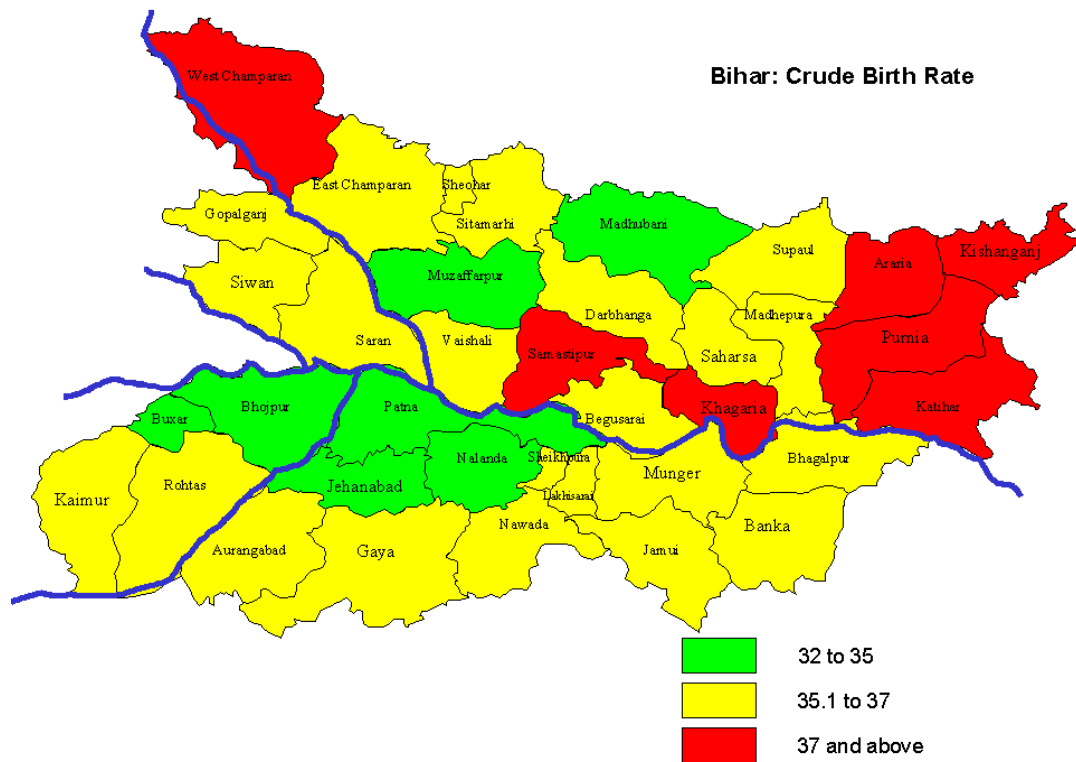 West Champaran
Bihar: Crude Birth Rate
East Champaran
Sheohar
Gopalganj
Sitamarhi
Madhubani
Supaul
Araria
Kishanganj
Siwan
Muzaffarpur
Darbhanga
Madhepura
Saran
Vaishali
Samastipur
Saharsa
Purnia
Buxar
Bhojpur
Patna
Begusarai
Khagaria
Katihar
Kaimur
Rohtas
Jehanabad
Nalanda
Sheikhpura
Munger
Bhagalpur
Lakhisarai
Aurangabad
Gaya
Nawada
Jamui
Banka
32 to 35
35.1 to 37
37 and above